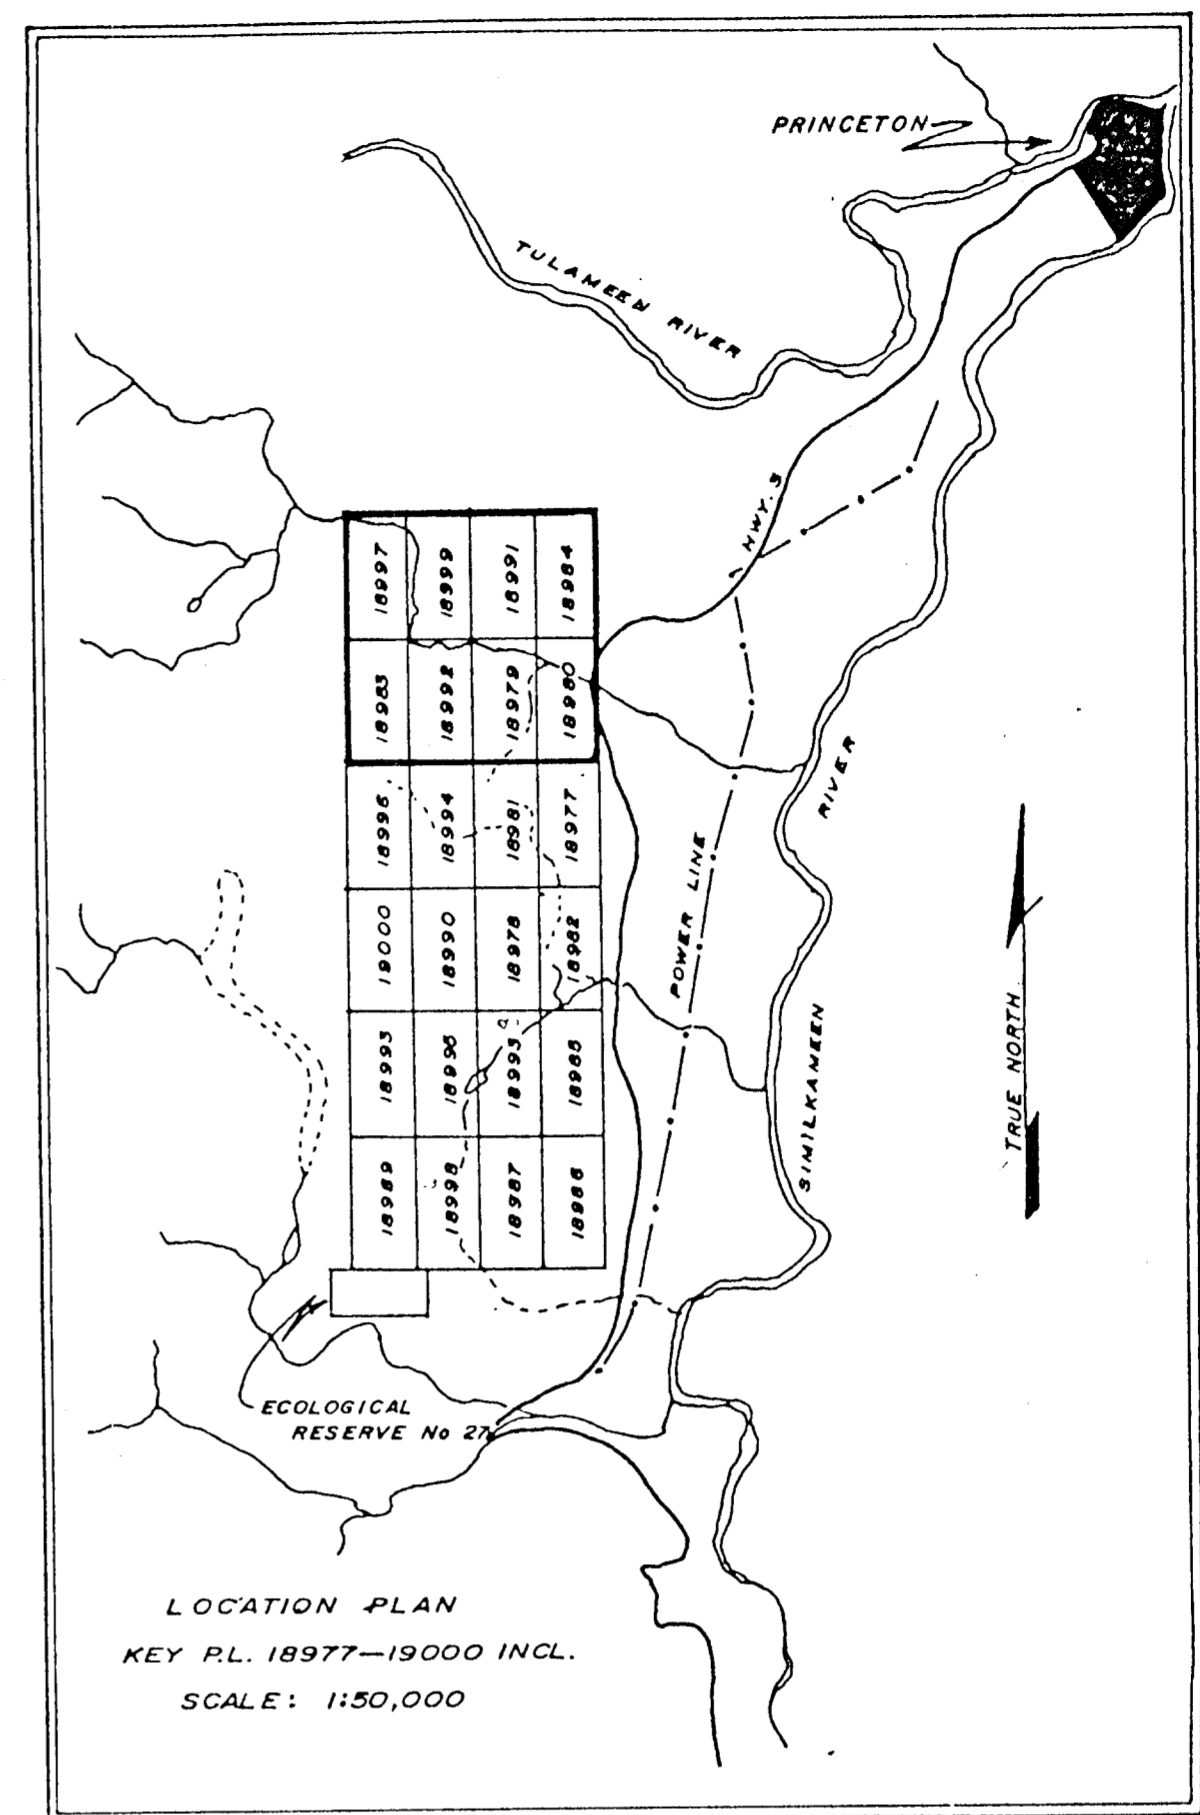 PRINCETON
TULAMEEN RIVER
HWY. 3
18997 18999 18991 18984
18983 18992 18979 18980
18996 18994 18981 18977
19000 18990 18978 18982
18993 18995 18993 18985
18989 18998 18987 18986
POWER LINE
SIMILKAMEEN RIVER
TRUE NORTH
ECOLOGICAL
RESERVE No 27
LOCATION PLAN
KEY P.L. 18977-19000 INCL.
SCALE: 1:50,000